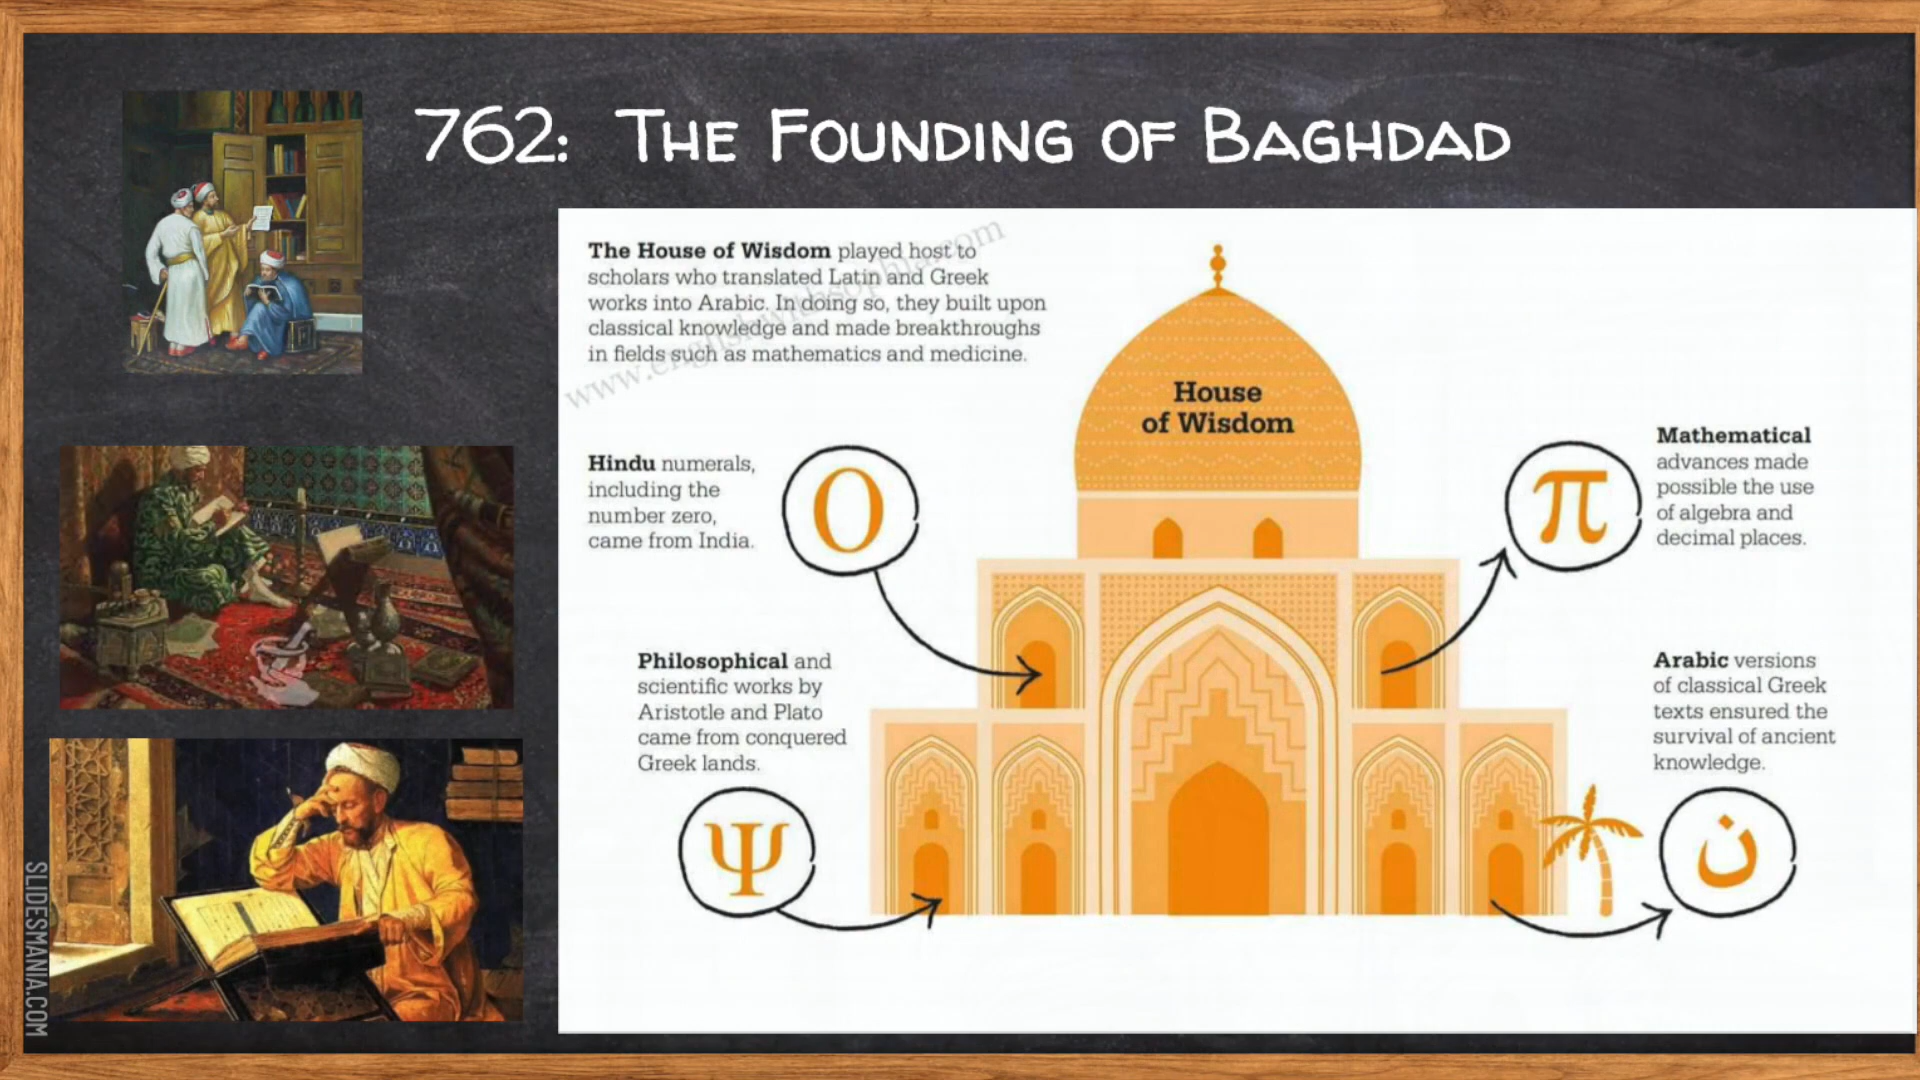 762: The Founding of Baghdad
The House of Wisdom played host to
scholars who translated Latin and Greek
works into Arabic. In doing so, they built upon
classical knowledge and made breakthroughs
in fields such as mathematics and medicine.
www.englishwithsophia.com
House
of Wisdom
Hindu numerals,
including the
number zero,
came from India.
0
π
Mathematical
advances made
possible the use
of algebra and
decimal places.
Philosophical and
scientific works by
Aristotle and Plato
came from conquered
Greek lands.
Ψ
Arabic versions
of classical Greek
texts ensured the
survival of ancient
knowledge.
ن
SLIDESMANIA.COM